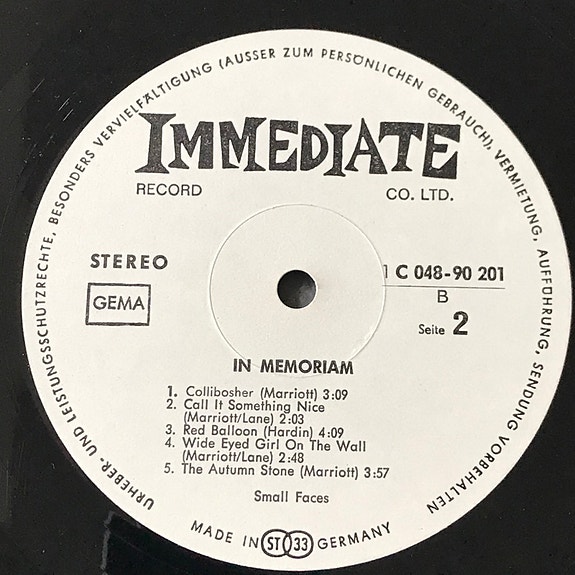 URHEBER- UND LEISTUNGSSCHUTZRECHTE, BESONDERS VERVIELFÄLTIGUNG (AUSSER ZUM PERSÖNLICHEN GEBRAUCH), VERMIETUNG, AUFFÜHRUNG, SENDUNG VORBEHALTEN
IMMEDIATE
RECORD CO. LTD.
STEREO
1 C 048-90 201
GEMA
B
Seite 2
IN MEMORIAM
1. Collibosher (Marriott) 3:09
2. Call It Something Nice
(Marriott/Lane) 2:03
3. Red Balloon (Hardin) 4:09
4. Wide Eyed Girl On The Wall
(Marriott/Lane) 2:48
5. The Autumn Stone (Marriott) 3:57
Small Faces
MADE IN ST 33 GERMANY